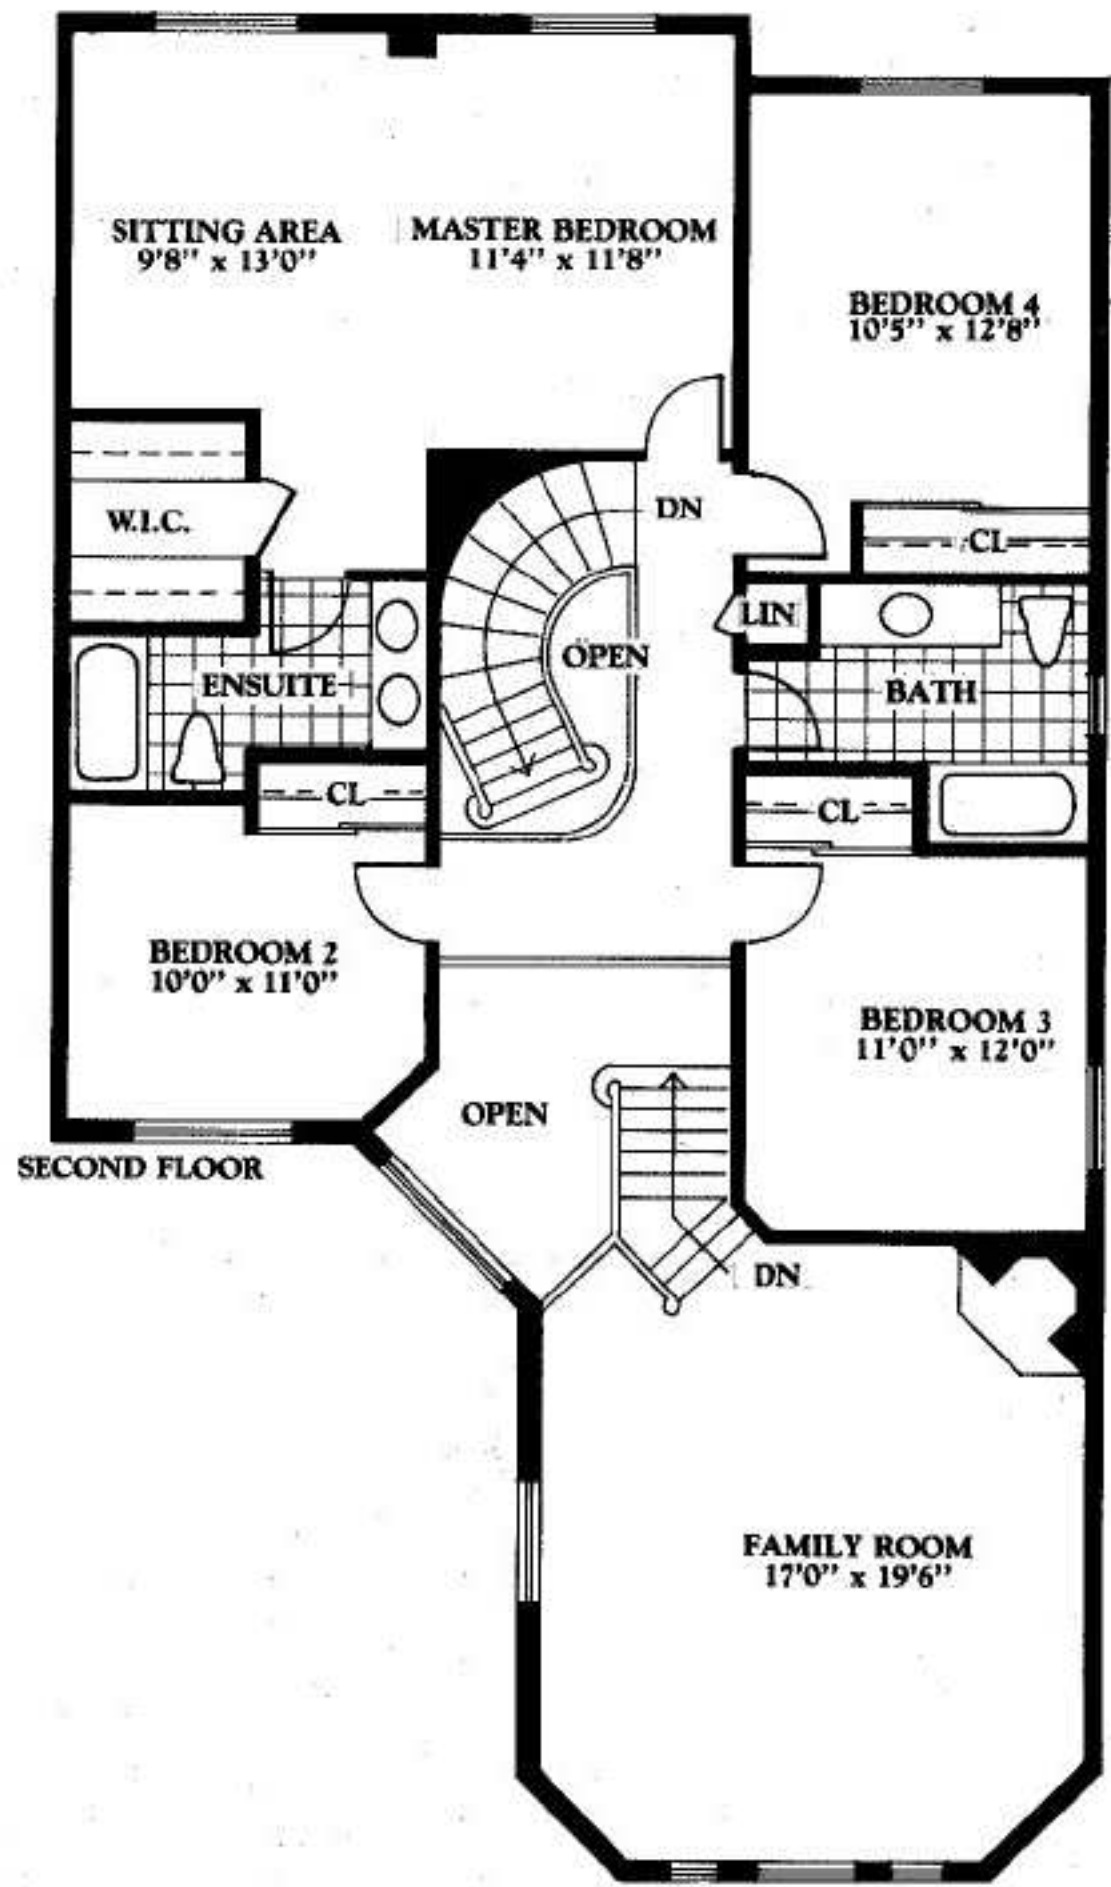 SITTING AREA
9'8" x 13'0"
MASTER BEDROOM
11'4" x 11'8"
BEDROOM 4
10'5" x 12'8"
W.I.C.
DN
CL
LIN
OPEN
ENSUITE
BATH
CL
CL
BEDROOM 2
10'0" x 11'0"
BEDROOM 3
11'0" x 12'0"
OPEN
SECOND FLOOR
DN
FAMILY ROOM
17'0" x 19'6"